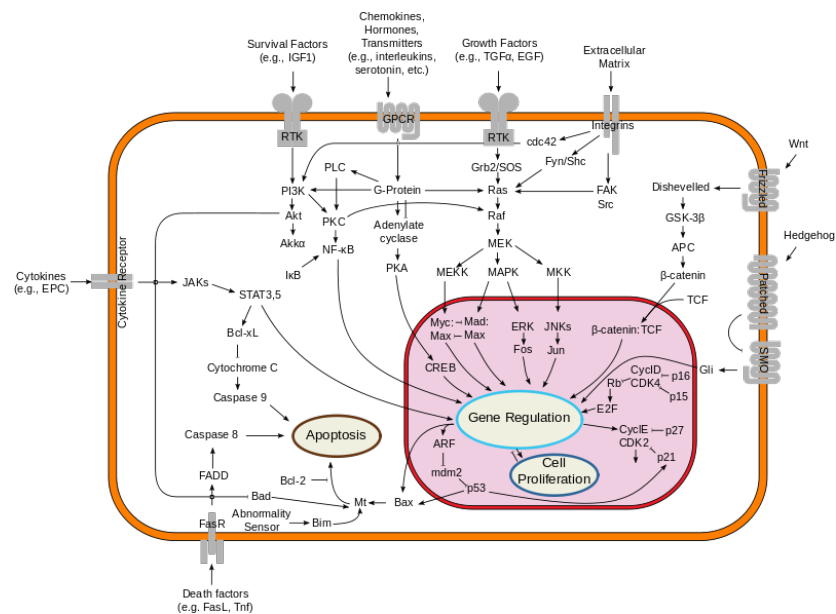 Chemokines,
Hormones,
Transmitters
(e.g., interleukins,
serotonin, etc.)
Survival Factors
(e.g., IGF1)
Growth Factors
(e.g., TGFα, EGF)
Extracellular
Matrix
RTK
GPCR
RTK
Integrins
cdc42
Wnt
PLC
Grb2/SOS
Fyn/Shc
Frizzled
PI3K
G-Protein
Ras
FAK
Src
Dishevelled
Akt
PKC
Raf
GSK-3β
Adenylate
cyclase
Akkα
NF-κB
MEK
APC
Hedgehog
IκB
PKA
MEKK
MAPK
MKK
β-catenin
Cytokines
(e.g., EPC)
Cytokine Receptor
JAKs
STAT3,5
TCF
Patched
Bcl-xL
Myc:
Max
Mad:
Max
ERK
Fos
JNKs
Jun
β-catenin:TCF
SMO
Cytochrome C
CREB
Gli
CyclD
CDK4
p16
p15
Rb
Caspase 9
E2F
Gene Regulation
Apoptosis
Caspase 8
ARF
CyclE
CDK2
p27
p21
FADD
Bcl-2
mdm2
Cell
Proliferation
p53
Bad
Mt
Bax
Abnormality
Sensor
Bim
FasR
Death factors
(e.g. FasL, Tnf)